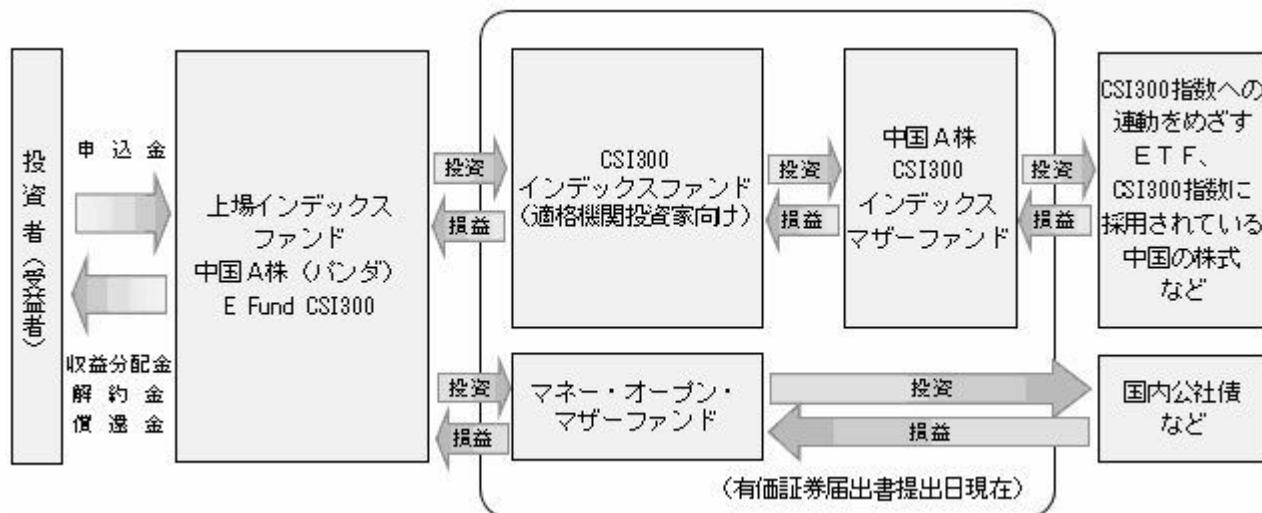 投資者（受益者）
申込金
収益分配金
解約金
償還金
上場インデックス
ファンド
中国Ａ株（パンダ）
E Fund CSI300
投資
損益
CSI300
インデックスファンド
（適格機関投資家向け）
投資
損益
中国Ａ株
CSI300
インデックス
マザーファンド
投資
損益
CSI300指数への
連動をめざす
ＥＴＦ、
CSI300指数に
採用されている
中国の株式
など
投資
損益
マネー・オープン・
マザーファンド
投資
損益
国内公社債
など
（有価証券届出書提出日現在）